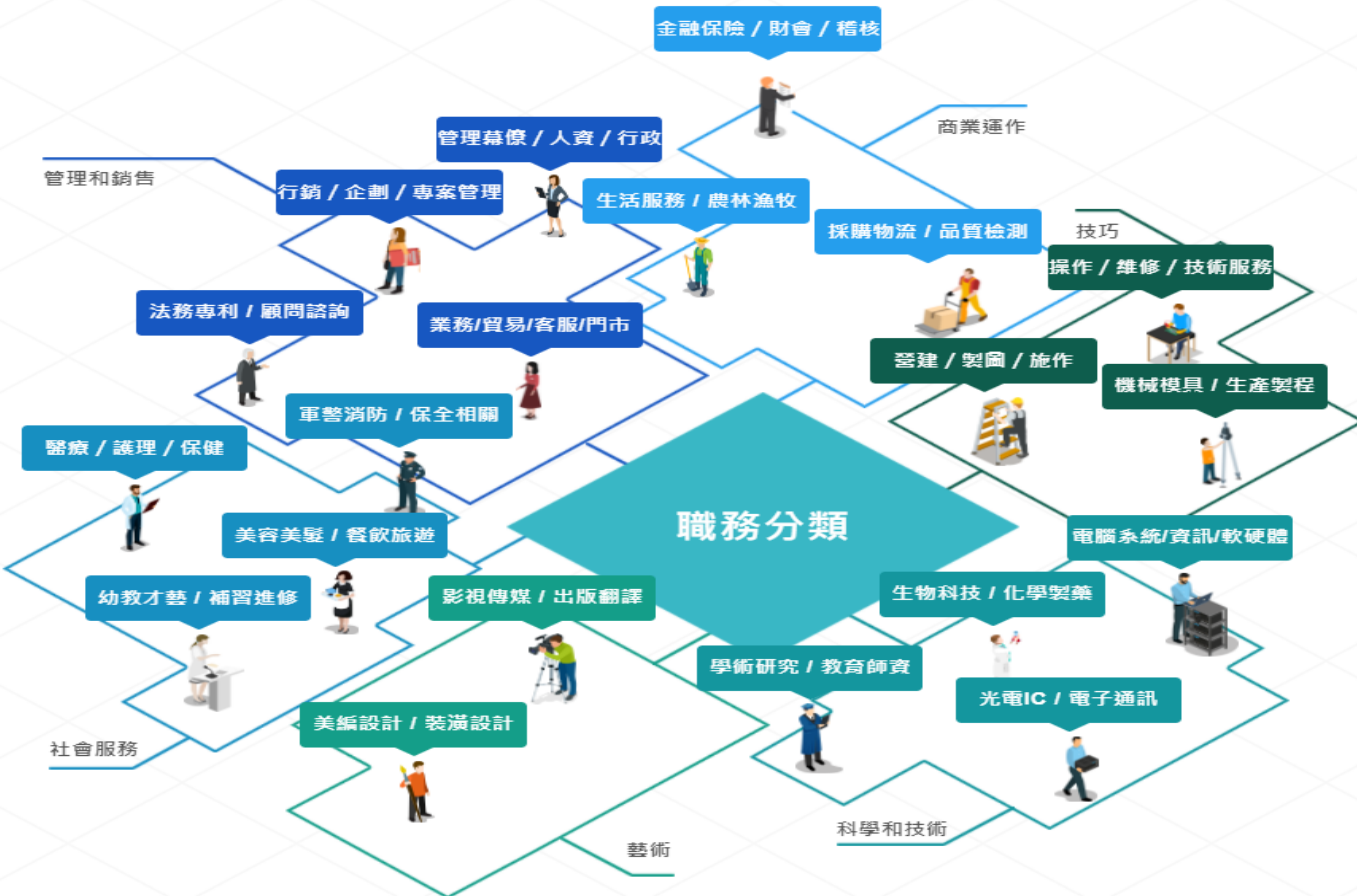 金融保險 / 財會 / 稽核
商業運作
管理幕僚 / 人資 / 行政
管理和銷售
行銷 / 企劃 / 專案管理
生活服務 / 農林漁牧
採購物流 / 品質檢測
技巧
操作 / 維修 / 技術服務
法務專利 / 顧問諮詢
業務/貿易/客服/門市
營建 / 製圖 / 施作
機械模具 / 生產製程
軍警消防 / 保全相關
醫療 / 護理 / 保健
職務分類
美容美髮 / 餐飲旅遊
電腦系統/資訊/軟硬體
幼教才藝 / 補習進修
影視傳媒 / 出版翻譯
生物科技 / 化學製藥
學術研究 / 教育師資
光電IC / 電子通訊
美編設計 / 裝潢設計
社會服務
科學和技術
藝術